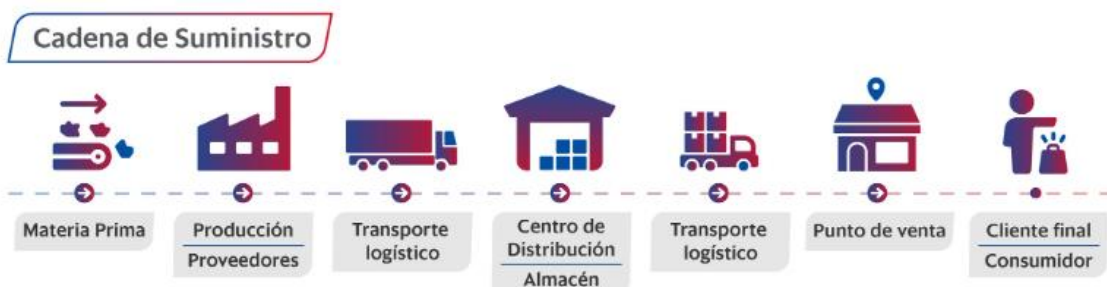 Cadena de Suministro
Materia Prima
Producción
Proveedores
Transporte
logístico
Centro de
Distribución
Almacén
Transporte
logístico
Punto de venta
Cliente final
Consumidor